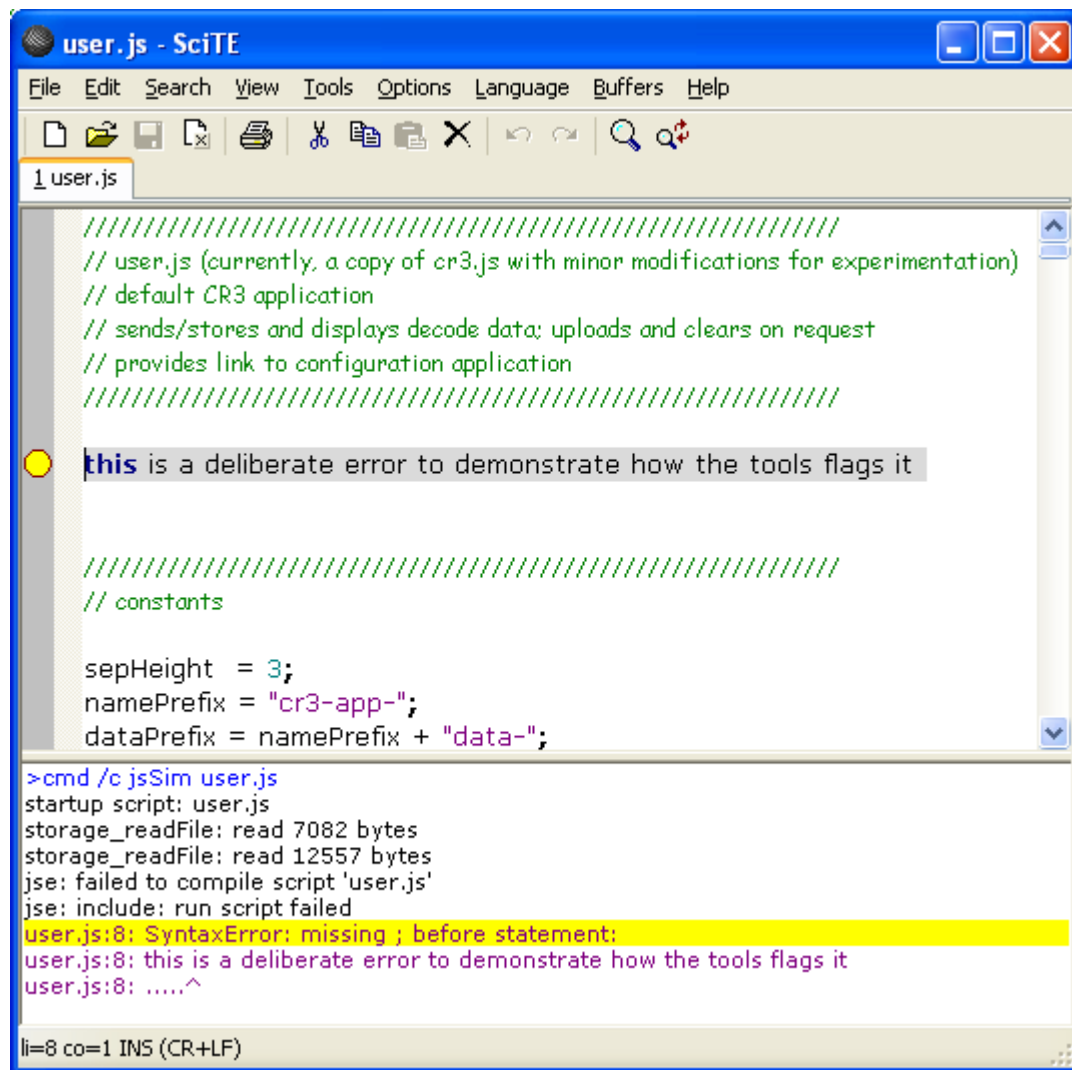 user.js - SciTE
File Edit Search View Tools Options Language Buffers Help
1 user.js
//////////////////////////////////////////////////////////////
// user.js (currently, a copy of cr3.js with minor modifications for experimentation)
// default CR3 application
// sends/stores and displays decode data; uploads and clears on request
// provides link to configuration application
//////////////////////////////////////////////////////////////
this is a deliberate error to demonstrate how the tools flags it
//////////////////////////////////////////////////////////////
// constants
sepHeight = 3;
namePrefix = "cr3-app-";
dataPrefix = namePrefix + "data-";
>cmd /c jsSim user.js
startup script: user.js
storage_readFile: read 7082 bytes
storage_readFile: read 12557 bytes
jse: failed to compile script 'user.js'
jse: include: run script failed
user.js:8: SyntaxError: missing ; before statement:
user.js:8: this is a deliberate error to demonstrate how the tools flags it
user.js:8: .....^
li=8 co=1 INS (CR+LF)